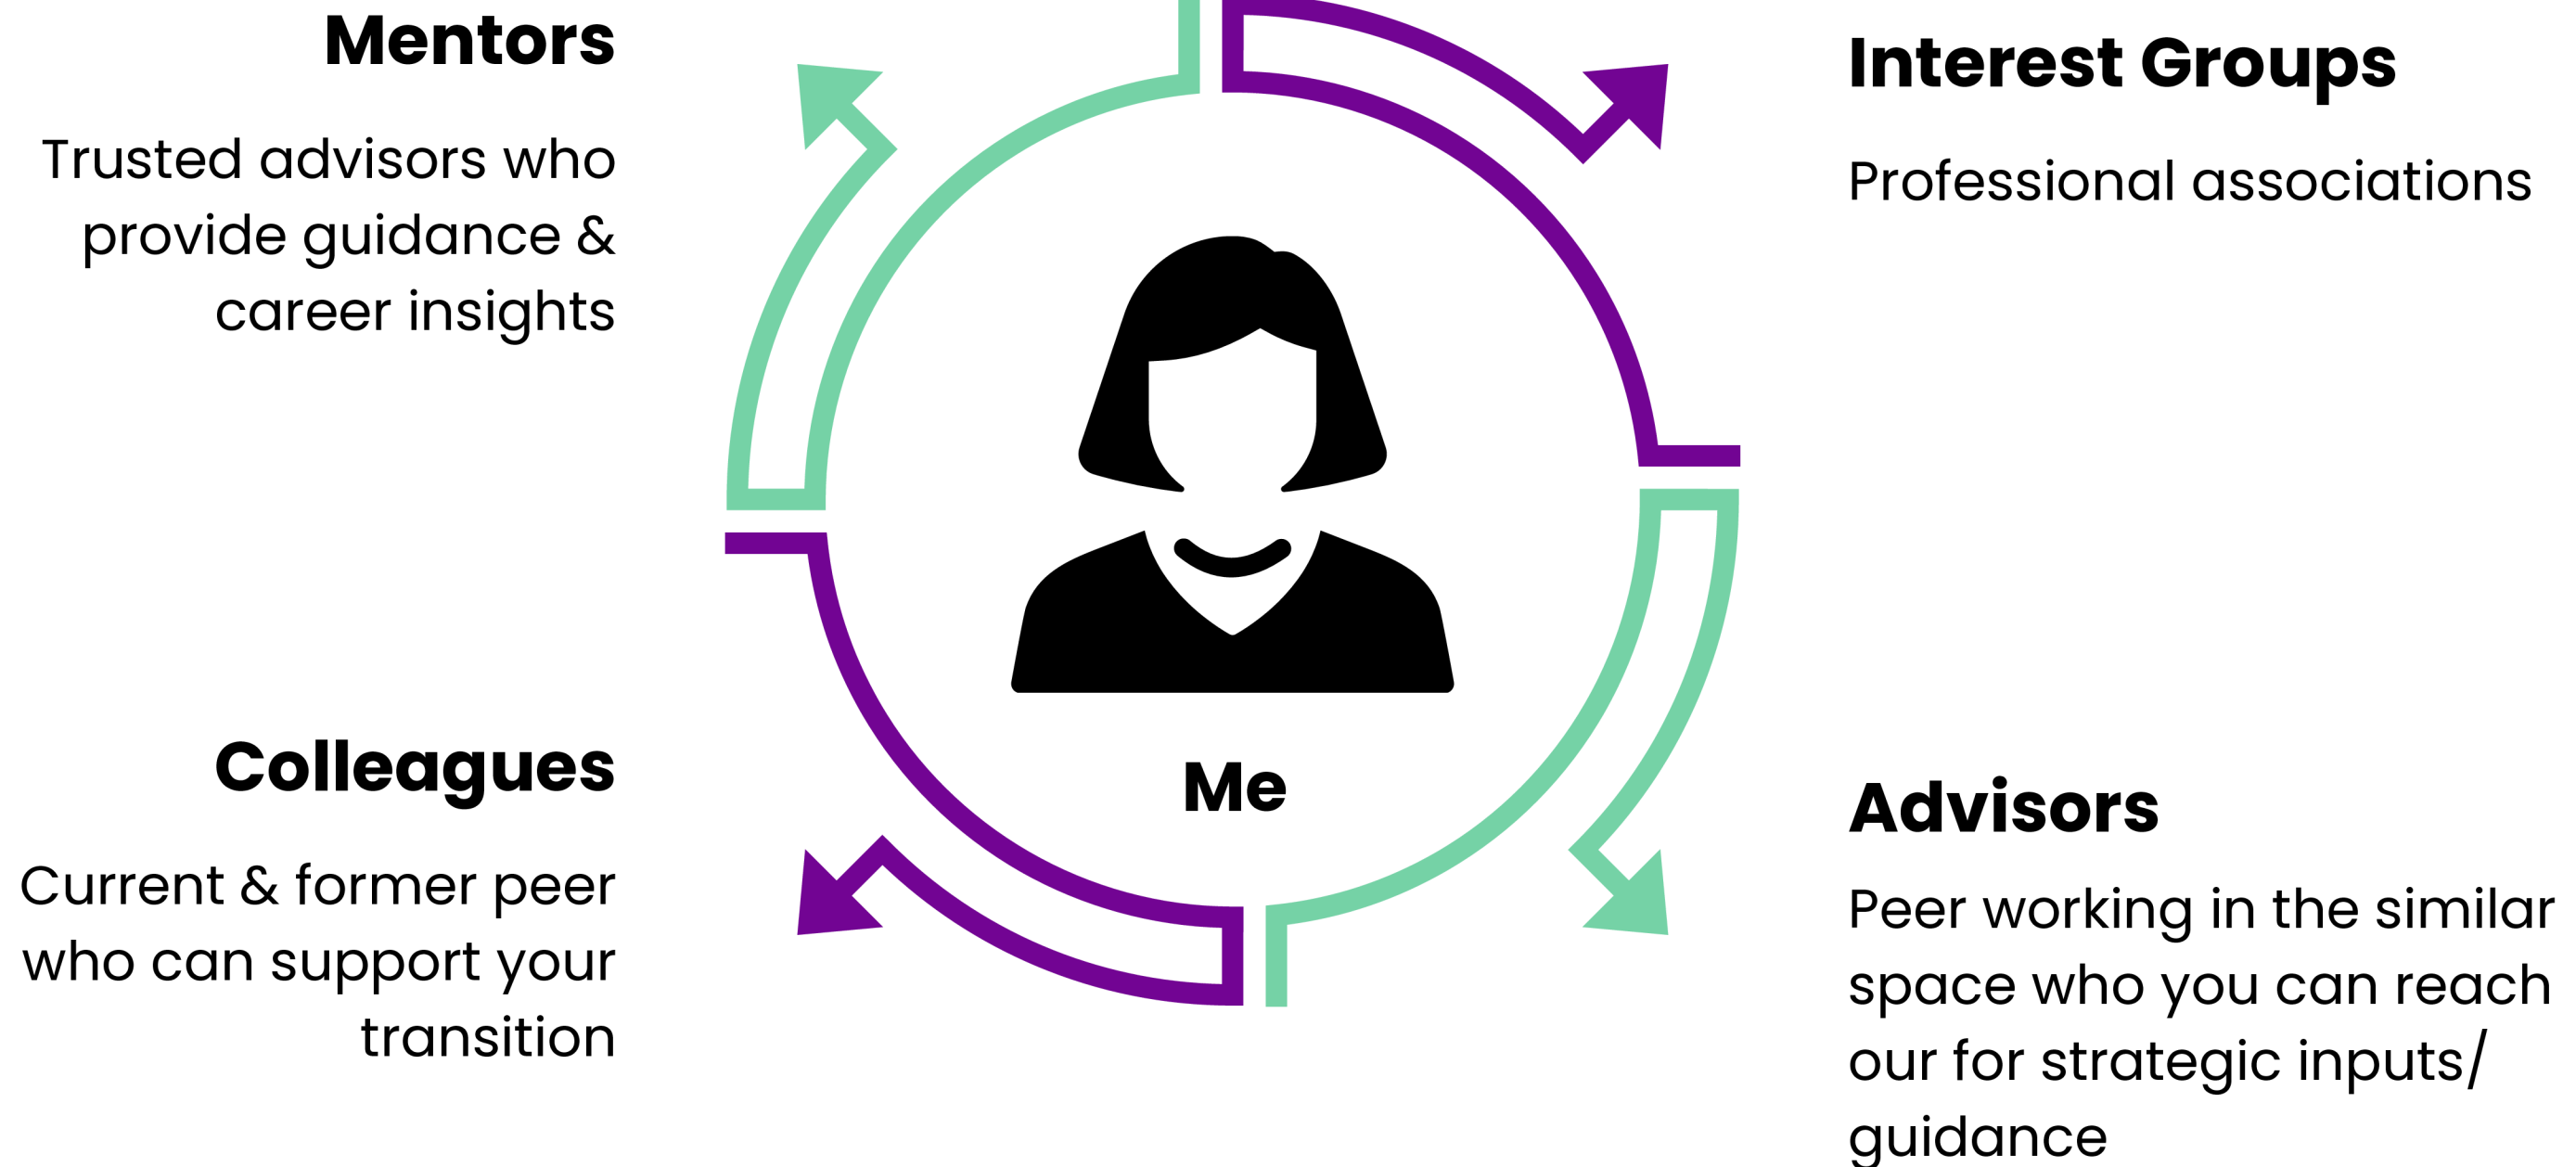 Mentors
Trusted advisors who
provide guidance &
career insights
Interest Groups
Professional associations
Me
Colleagues
Current & former peer
who can support your
transition
Advisors
Peer working in the similar
space who you can reach
our for strategic inputs/
guidance